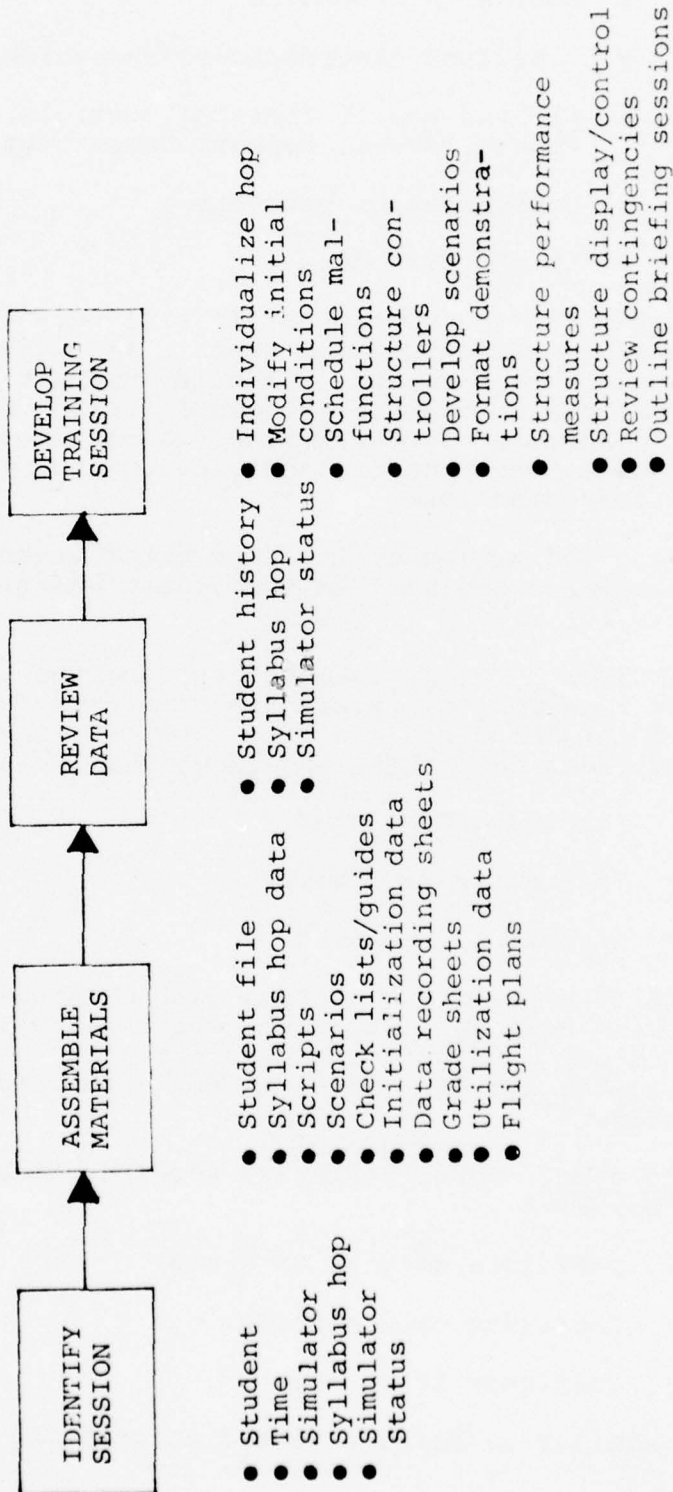 IDENTIFY
SESSION
● Student
● Time
● Simulator
● Syllabus hop
● Simulator
Status
ASSEMBLE
MATERIALS
● Student file
● Syllabus hop data
● Scripts
● Scenarios
● Check lists/guides
● Initialization data
● Data recording sheets
● Grade sheets
● Utilization data
● Flight plans
REVIEW
DATA
● Student history
● Syllabus hop
● Simulator status
DEVELOP
TRAINING
SESSION
● Individualize hop
● Modify initial
conditions
● Schedule mal-
functions
● Structure con-
trollers
● Develop scenarios
● Format demonstra-
tions
● Structure performance
measures
● Structure display/control
● Review contingencies
● Outline briefing sessions